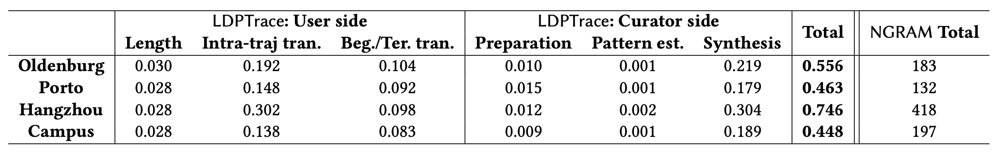 LDPTrace: User side LDPTrace: Curator side Total NGRAM Total
Length Intra-traj tran. Beg./Ter. tran. Preparation Pattern est. Synthesis
Oldenburg 0.030 0.192 0.104 0.010 0.001 0.219 0.556 183
Porto 0.028 0.148 0.092 0.015 0.001 0.179 0.463 132
Hangzhou 0.028 0.302 0.098 0.012 0.002 0.304 0.746 418
Campus 0.028 0.138 0.083 0.009 0.001 0.189 0.448 197